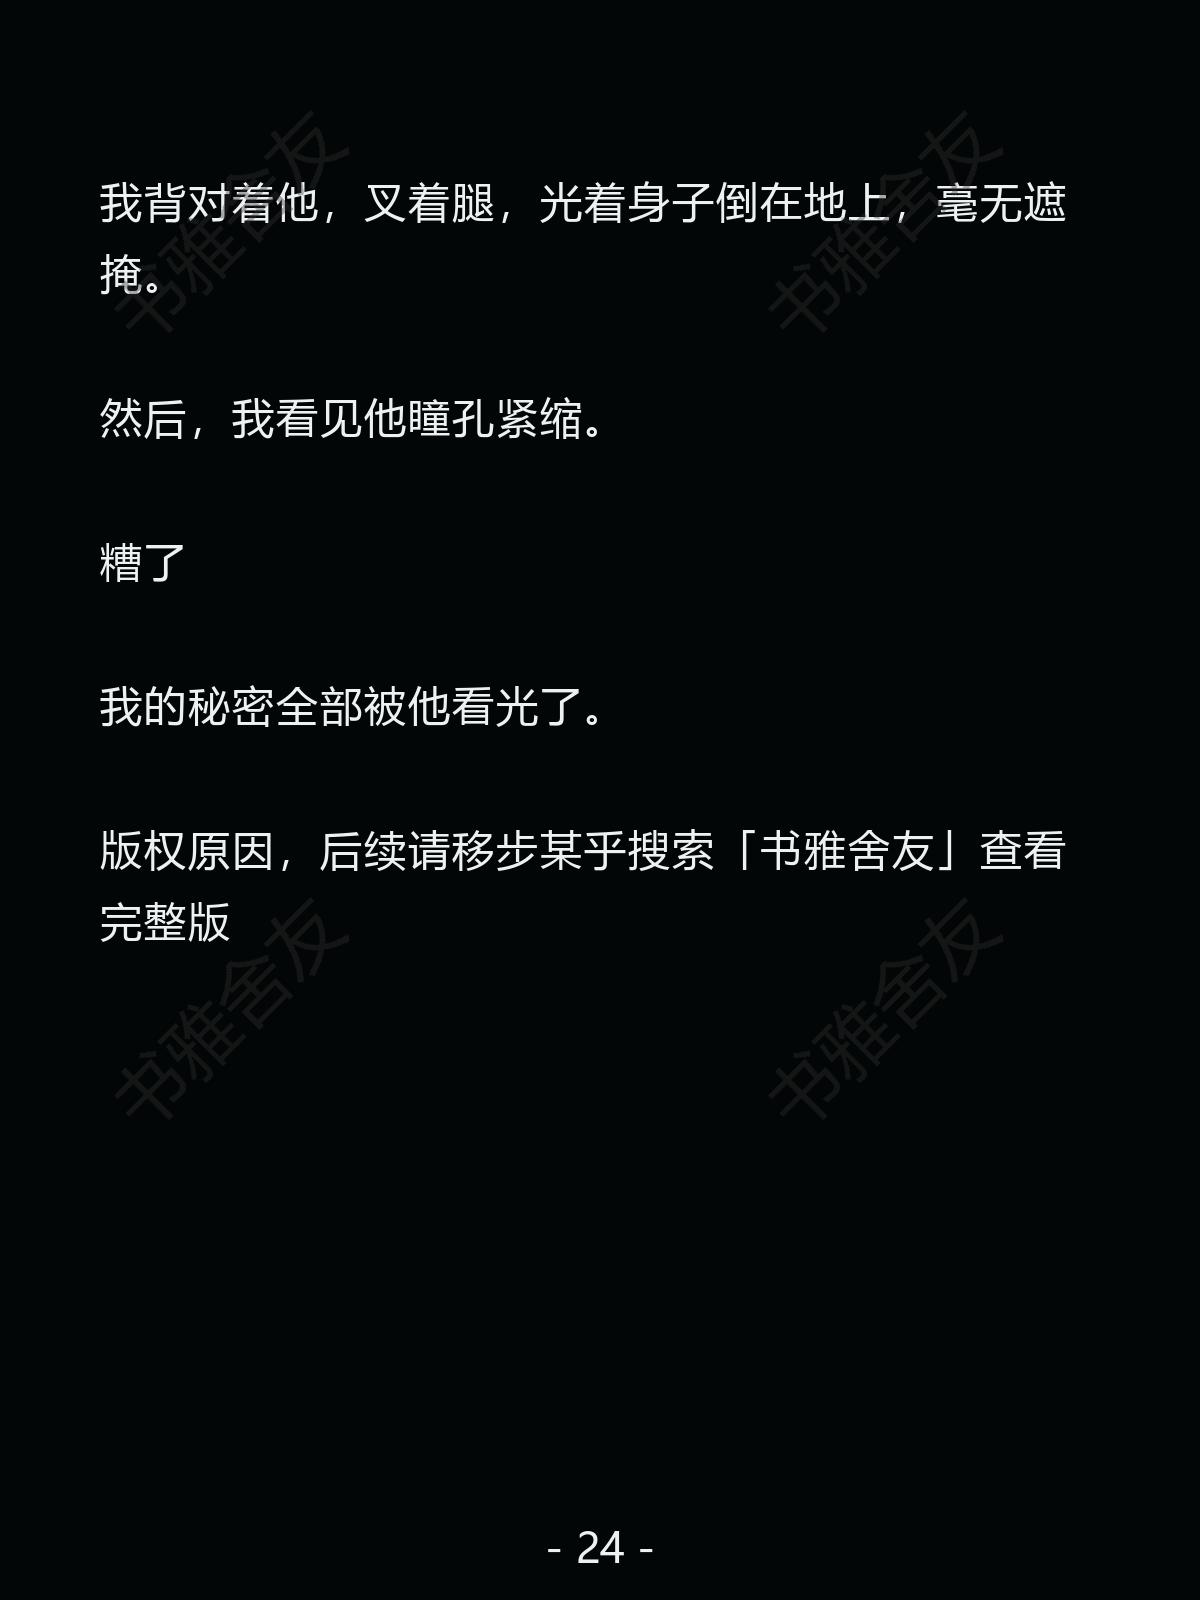 我背对着他，叉着腿，光着身子倒在地上，毫无遮
掩。
然后，我看见他瞳孔紧缩。
糟了
我的秘密全部被他看光了。
版权原因，后续请移步某乎搜索「书雅舍友」查看
完整版
书雅舍友
书雅舍友
书雅舍友
书雅舍友
- 24 -